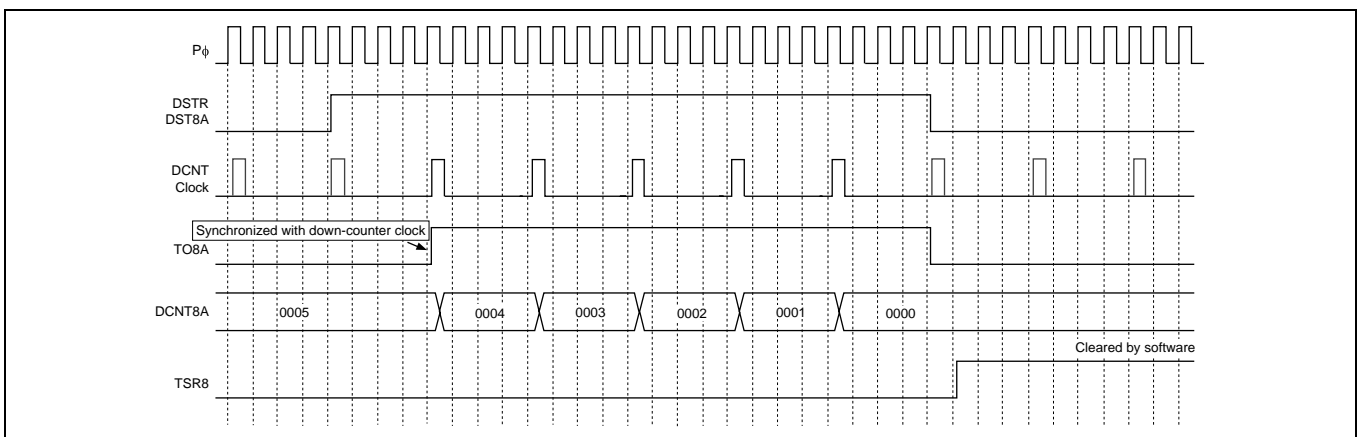 Pϕ
DSTR
DST8A
DCNT
Clock
Synchronized with down-counter clock
TO8A
DCNT8A
0005
0004
0003
0002
0001
0000
Cleared by software
TSR8